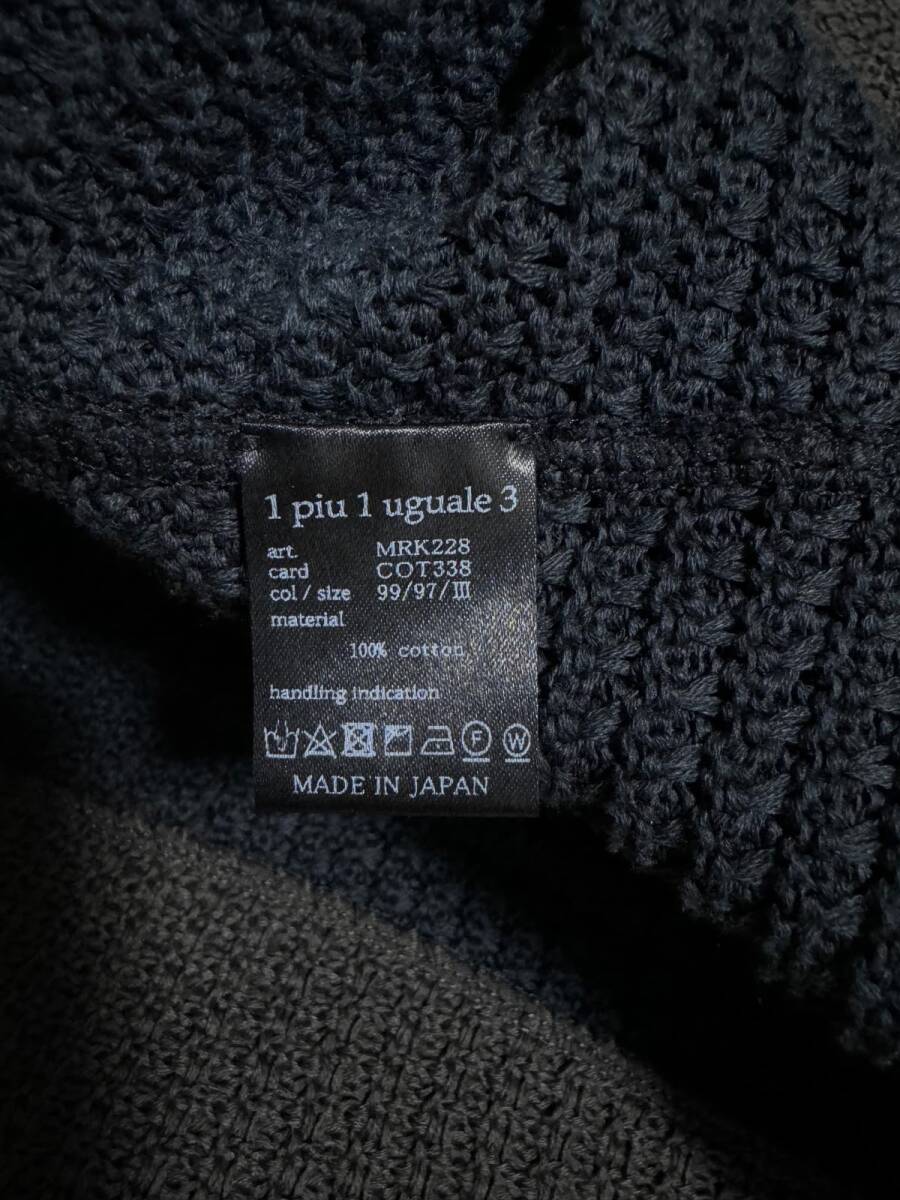 1 piu 1 uguale 3
art. MRK228
card COT338
col / size 99/97/Ⅲ
material
100% cotton
handling indication
F W
MADE IN JAPAN